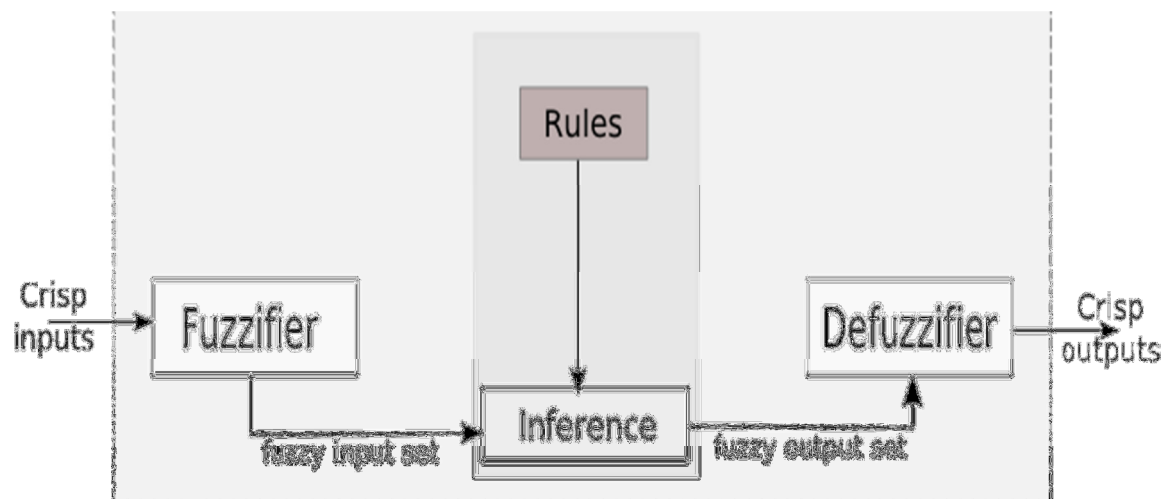 Rules
Crisp
inputs
Fuzzifier
Defuzzifier
Crisp
outputs
Inference
fuzzy input set
fuzzy output set